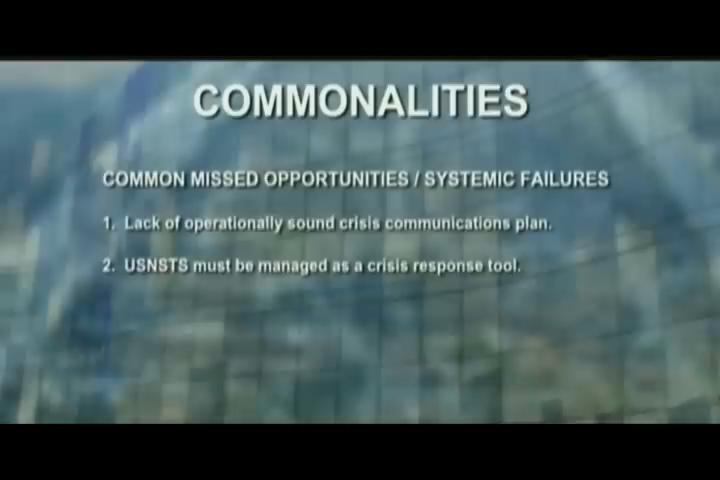 COMMONALITIES
COMMON MISSED OPPORTUNITIES / SYSTEMIC FAILURES
1. Lack of operationally sound crisis communications plan.
2. USNSTS must be managed as a crisis response tool.